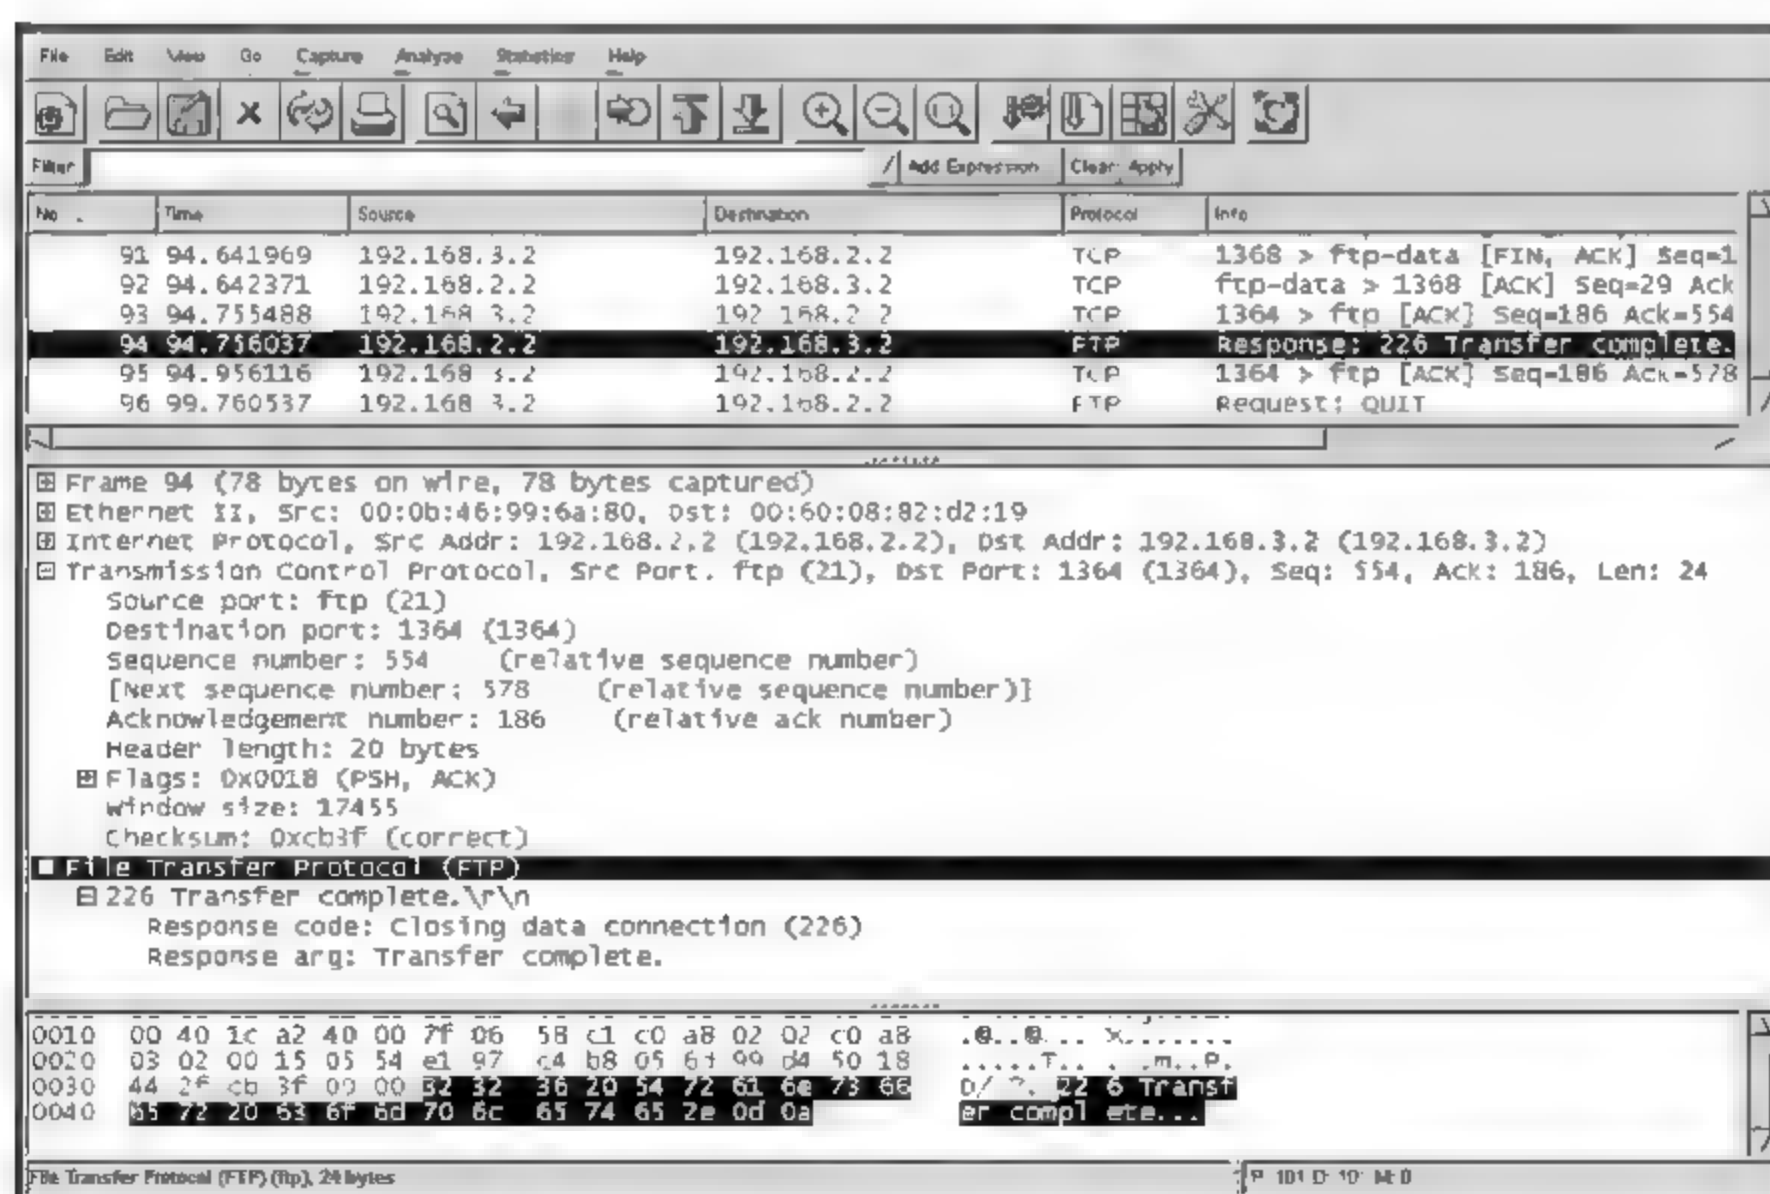 File Edit View Go Capture Analyze Statistics Help
Filter Add Expression Clear Apply
No . Time Source Destination Protocol Info
91 94.641969 192.168.3.2 192.168.2.2 TCP 1368 > ftp-data [FIN, ACK] Seq=1
92 94.642371 192.168.2.2 192.168.3.2 TCP ftp-data > 1368 [ACK] Seq=29 Ack
93 94.755488 192.168.3.2 192.168.2.2 TCP 1364 > ftp [ACK] Seq=186 Ack=554
94 94.756037 192.168.2.2 192.168.3.2 FTP Response: 226 Transfer complete.
95 94.956116 192.168.3.2 192.168.2.2 TCP 1364 > ftp [ACK] Seq=186 Ack=578
96 99.760537 192.168.3.2 192.168.2.2 FTP Request: QUIT
Frame 94 (78 bytes on wire, 78 bytes captured)
Ethernet II, Src: 00:0b:46:99:6a:80, Dst: 00:60:08:82:d2:19
Internet Protocol, Src Addr: 192.168.2.2 (192.168.2.2), Dst Addr: 192.168.3.2 (192.168.3.2)
Transmission Control Protocol, Src Port. ftp (21), Dst Port: 1364 (1364), Seq: 554, Ack: 186, Len: 24
Source port: ftp (21)
Destination port: 1364 (1364)
Sequence number: 554 (relative sequence number)
[Next sequence number: 578 (relative sequence number)]
Acknowledgement number: 186 (relative ack number)
Header length: 20 bytes
Flags: 0x0018 (PSH, ACK)
Window size: 17455
Checksum: 0xcb3f (correct)
File Transfer Protocol (FTP)
226 Transfer complete.\r\n
Response code: Closing data connection (226)
Response arg: Transfer complete.
0010 00 40 1c a2 40 00 7f 06 58 c1 c0 a8 02 02 c0 a8 .@..@... X.......
0020 03 02 00 15 05 54 e1 97 c4 b8 05 6d 99 d4 50 18 .....T.. ...m..P.
0030 44 2f cb 3f 00 00 32 32 36 20 54 72 61 6e 73 66 D/.?..22 6 Transf
0040 65 72 20 63 6f 6d 70 6c 65 74 65 2e 0d 0a er compl ete...
File Transfer Protocol (FTP) (ftp), 24 bytes P: 101 D: 101 M: 0